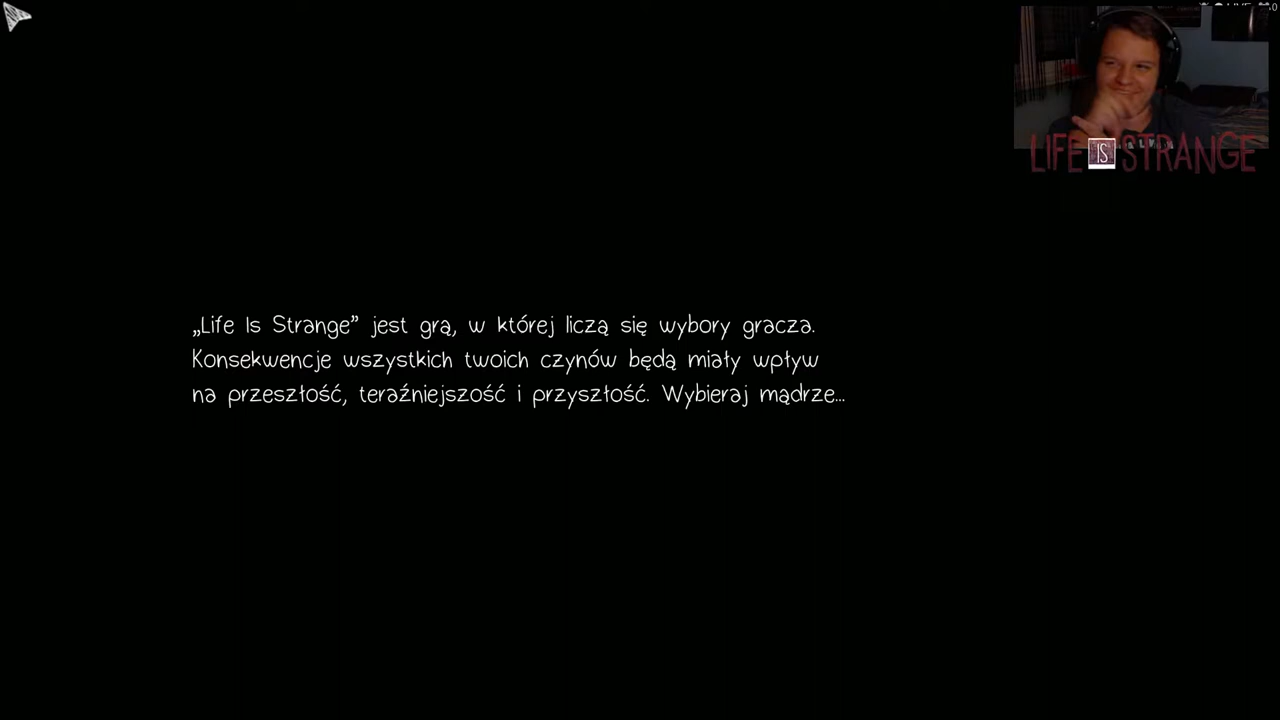 LIVE
LIFE IS STRANGE
„Life Is Strange” jest grą, w której liczą się wybory gracza.
Konsekwencje wszystkich twoich czynów będą miały wpływ
na przeszłość, teraźniejszość i przyszłość. Wybieraj mądrze...